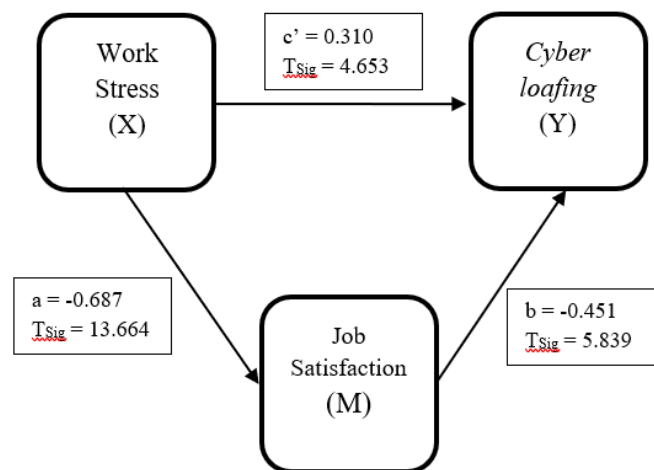 Work
Stress
(X)
c’ = 0.310
TSig = 4.653
Cyber
loafing
(Y)
a = -0.687
TSig = 13.664
Job
Satisfaction
(M)
b = -0.451
TSig = 5.839